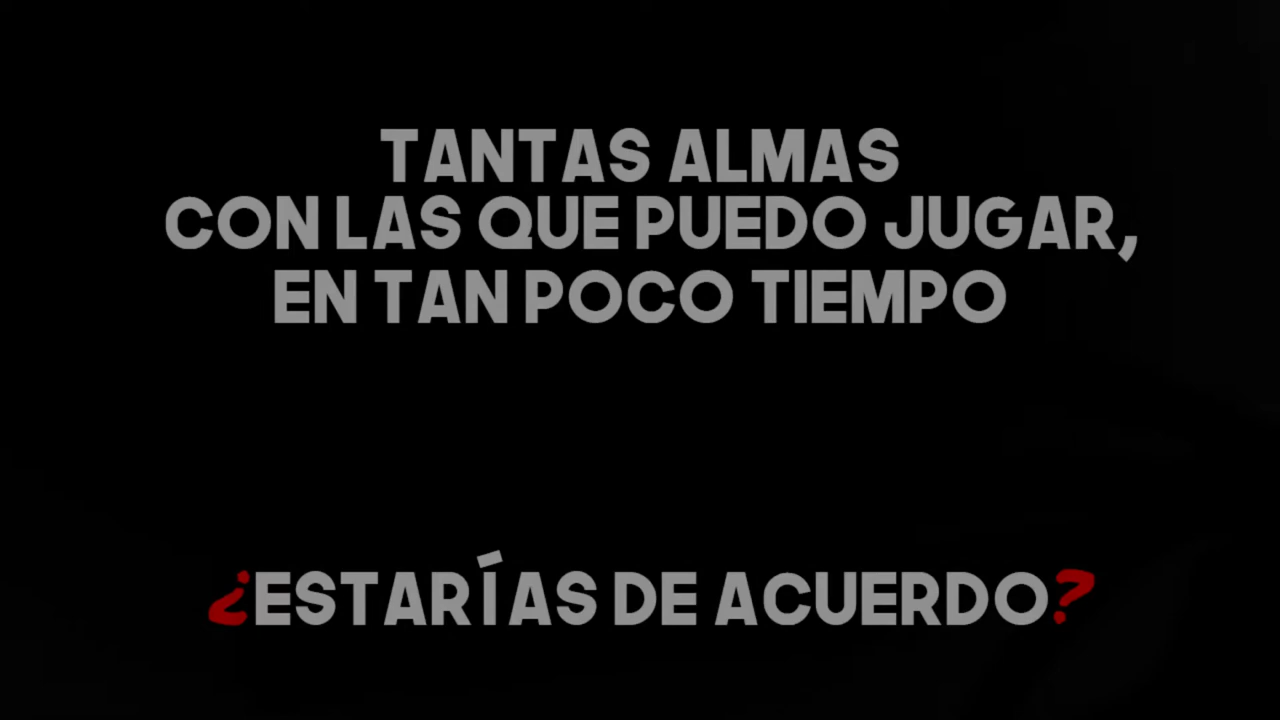 TANTAS ALMAS
CON LAS QUE PUEDO JUGAR,
EN TAN POCO TIEMPO
¿ESTARÍAS DE ACUERDO?